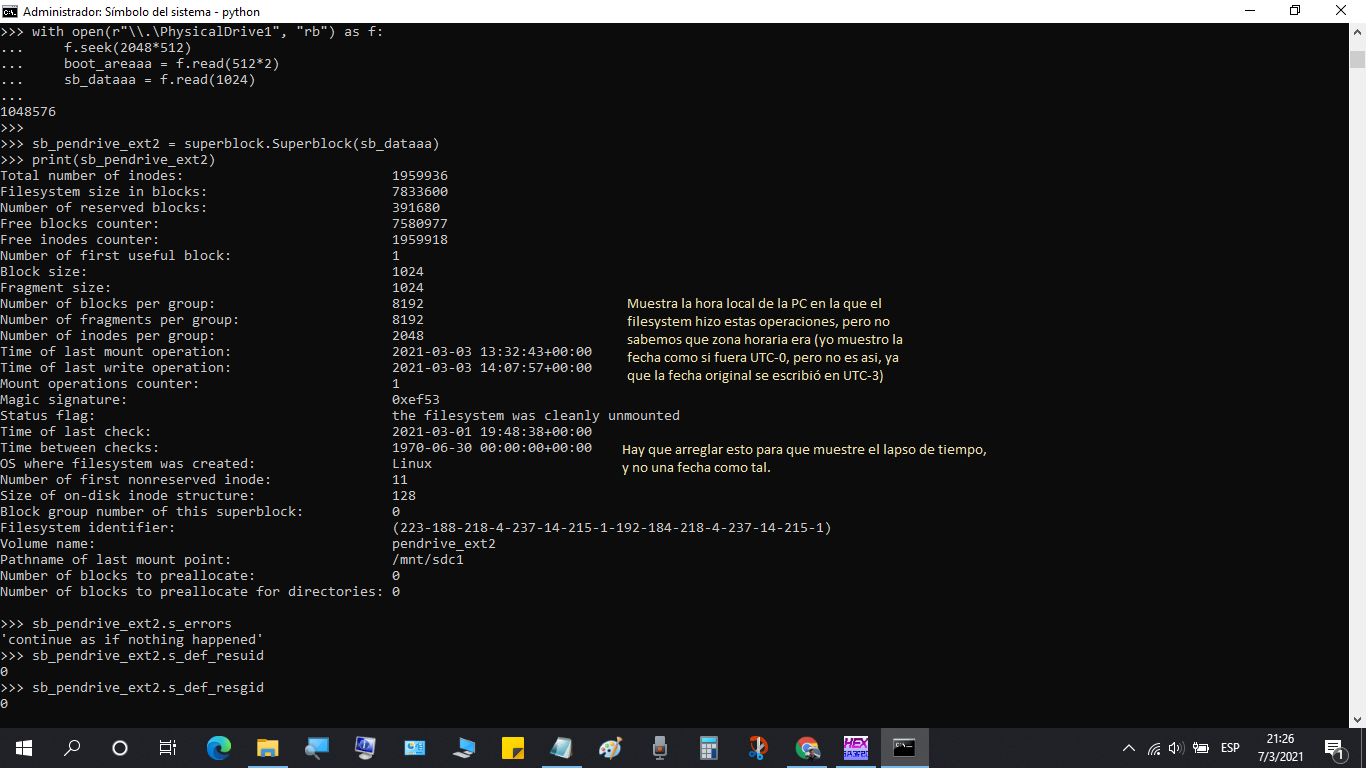 Administrador: Símbolo del sistema - python
>>> with open(r"\\.\PhysicalDrive1", "rb") as f:
...     f.seek(2048*512)
...     boot_areaaa = f.read(512*2)
...     sb_dataaa = f.read(1024)
...
1048576
>>>
>>> sb_pendrive_ext2 = superblock.Superblock(sb_dataaa)
>>> print(sb_pendrive_ext2)
Total number of inodes: 1959936
Filesystem size in blocks: 7833600
Number of reserved blocks: 391680
Free blocks counter: 7580977
Free inodes counter: 1959918
Number of first useful block: 1
Block size: 1024
Fragment size: 1024
Number of blocks per group: 8192
Number of fragments per group: 8192
Number of inodes per group: 2048
Time of last mount operation: 2021-03-03 13:32:43+00:00
Time of last write operation: 2021-03-03 14:07:57+00:00
Mount operations counter: 1
Magic signature: 0xef53
Status flag: the filesystem was cleanly unmounted
Time of last check: 2021-03-01 19:48:38+00:00
Time between checks: 1970-06-30 00:00:00+00:00
OS where filesystem was created: Linux
Number of first nonreserved inode: 11
Size of on-disk inode structure: 128
Block group number of this superblock: 0
Filesystem identifier: (223-188-218-4-237-14-215-1-192-184-218-4-237-14-215-1)
Volume name: pendrive_ext2
Pathname of last mount point: /mnt/sdc1
Number of blocks to preallocate: 0
Number of blocks to preallocate for directories: 0
>>> sb_pendrive_ext2.s_errors
'continue as if nothing happened'
>>> sb_pendrive_ext2.s_def_resuid
0
>>> sb_pendrive_ext2.s_def_resgid
0
Muestra la hora local de la PC en la que el
filesystem hizo estas operaciones, pero no
sabemos que zona horaria era (yo muestro la
fecha como si fuera UTC-0, pero no es asi, ya
que la fecha original se escribió en UTC-3)
Hay que arreglar esto para que muestre el lapso de tiempo,
y no una fecha como tal.
HEX
ESP
21:26
7/3/2021
1